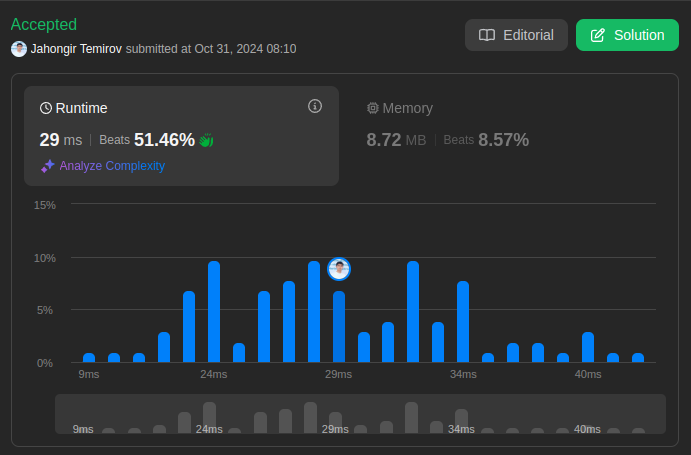 Accepted
Jahongir Temirov submitted at Oct 31, 2024 08:10
Editorial
Solution
Runtime
29 ms | Beats 51.46%
Analyze Complexity
Memory
8.72 MB | Beats 8.57%
15%
10%
5%
0%
9ms 24ms 29ms 34ms 40ms
9ms 24ms 29ms 34ms 40ms